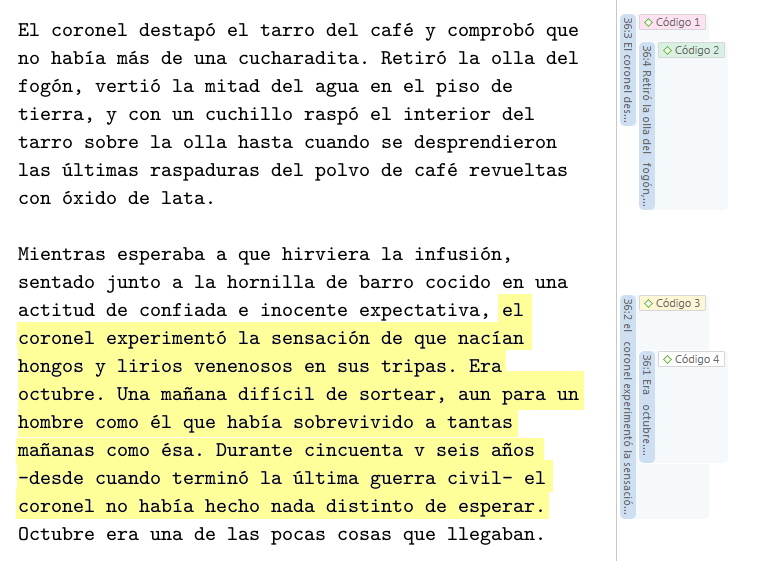 El coronel destapó el tarro del café y comprobó que
no había más de una cucharadita. Retiró la olla del
fogón, vertió la mitad del agua en el piso de
tierra, y con un cuchillo raspó el interior del
tarro sobre la olla hasta cuando se desprendieron
las últimas raspaduras del polvo de café revueltas
con óxido de lata.
Mientras esperaba a que hirviera la infusión,
sentado junto a la hornilla de barro cocido en una
actitud de confiada e inocente expectativa, el
coronel experimentó la sensación de que nacían
hongos y lirios venenosos en sus tripas. Era
octubre. Una mañana difícil de sortear, aun para un
hombre como él que había sobrevivido a tantas
mañanas como ésa. Durante cincuenta v seis años
-desde cuando terminó la última guerra civil- el
coronel no había hecho nada distinto de esperar.
Octubre era una de las pocas cosas que llegaban.
36:3 El coronel des...
Código 1
36:4 Retiró la olla del fogón,...
Código 2
36:2 el coronel experimentó la sensació...
Código 3
36:1 Era octubre....
Código 4